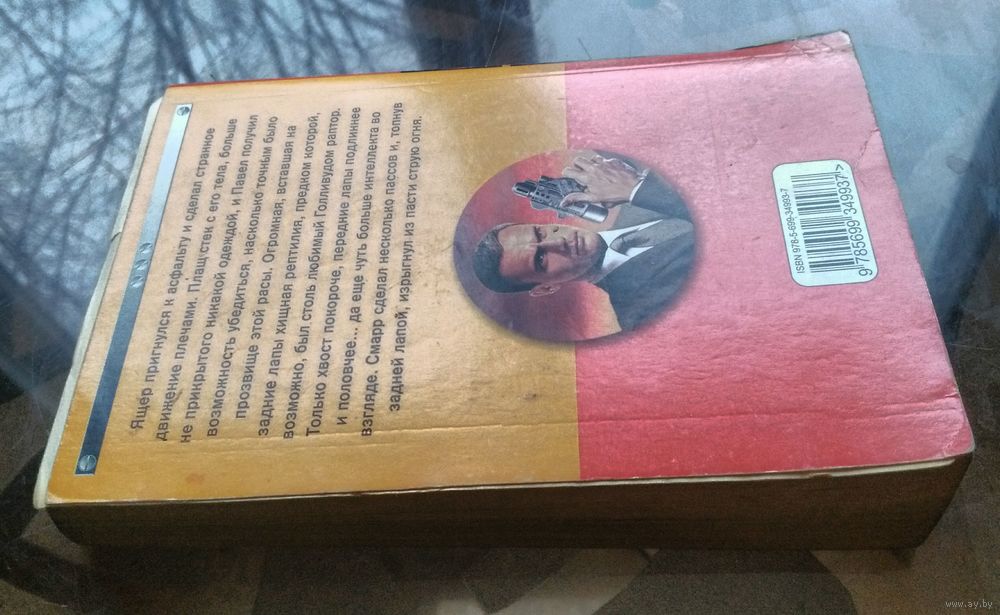 Ящер пригнулся к асфальту и сделал странное
движение плечами. Плащ стек с его тела, больше
не прикрытого никакой одеждой, и Павел получил
возможность убедиться, насколько точным было
прозвище этой расы. Огромная, вставшая на
задние лапы хищная рептилия, предком которой,
возможно, был столь любимый Голливудом раптор.
Только хвост покороче, передние лапы подлиннее
и половчее... да еще чуть больше интеллекта во
взгляде. Смарр сделал несколько пассов и, топнув
задней лапой, изрыгнул из пасти струю огня.
ISBN 978-5-699-34993-7
9 785699 349937>
www.ay.by